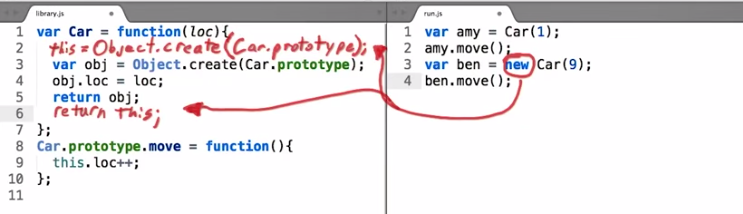 library.js
1 var Car = function(loc){
2 this = Object.create(Car.prototype);
3 var obj = Object.create(Car.prototype);
4 obj.loc = loc;
5 return obj;
6 return this;
7 };
8 Car.prototype.move = function(){
9 this.loc++;
10 };
11
run.js
1 var amy = Car(1);
2 amy.move();
3 var ben = new Car(9);
4 ben.move();